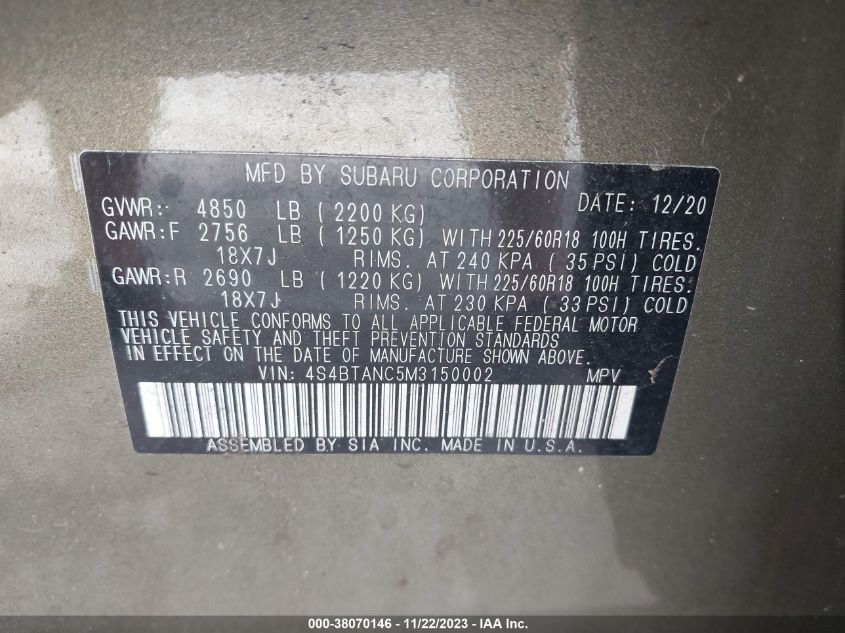 MFD BY SUBARU CORPORATION
GVWR: 4850 LB ( 2200 KG) DATE: 12/20
GAWR:F 2756 LB ( 1250 KG) WITH 225/60R18 100H TIRES.
18X7J RIMS. AT 240 KPA ( 35 PSI) COLD
GAWR:R 2690 LB ( 1220 KG) WITH 225/60R18 100H TIRES.
18X7J RIMS. AT 230 KPA ( 33 PSI) COLD
THIS VEHICLE CONFORMS TO ALL APPLICABLE FEDERAL MOTOR
VEHICLE SAFETY AND THEFT PREVENTION STANDARDS
IN EFFECT ON THE DATE OF MANUFACTURE SHOWN ABOVE.
VIN: 4S4BTANC5M3150002 MPV
ASSEMBLED BY SIA INC. MADE IN U.S.A.
000-38070146 - 11/22/2023 - IAA Inc.